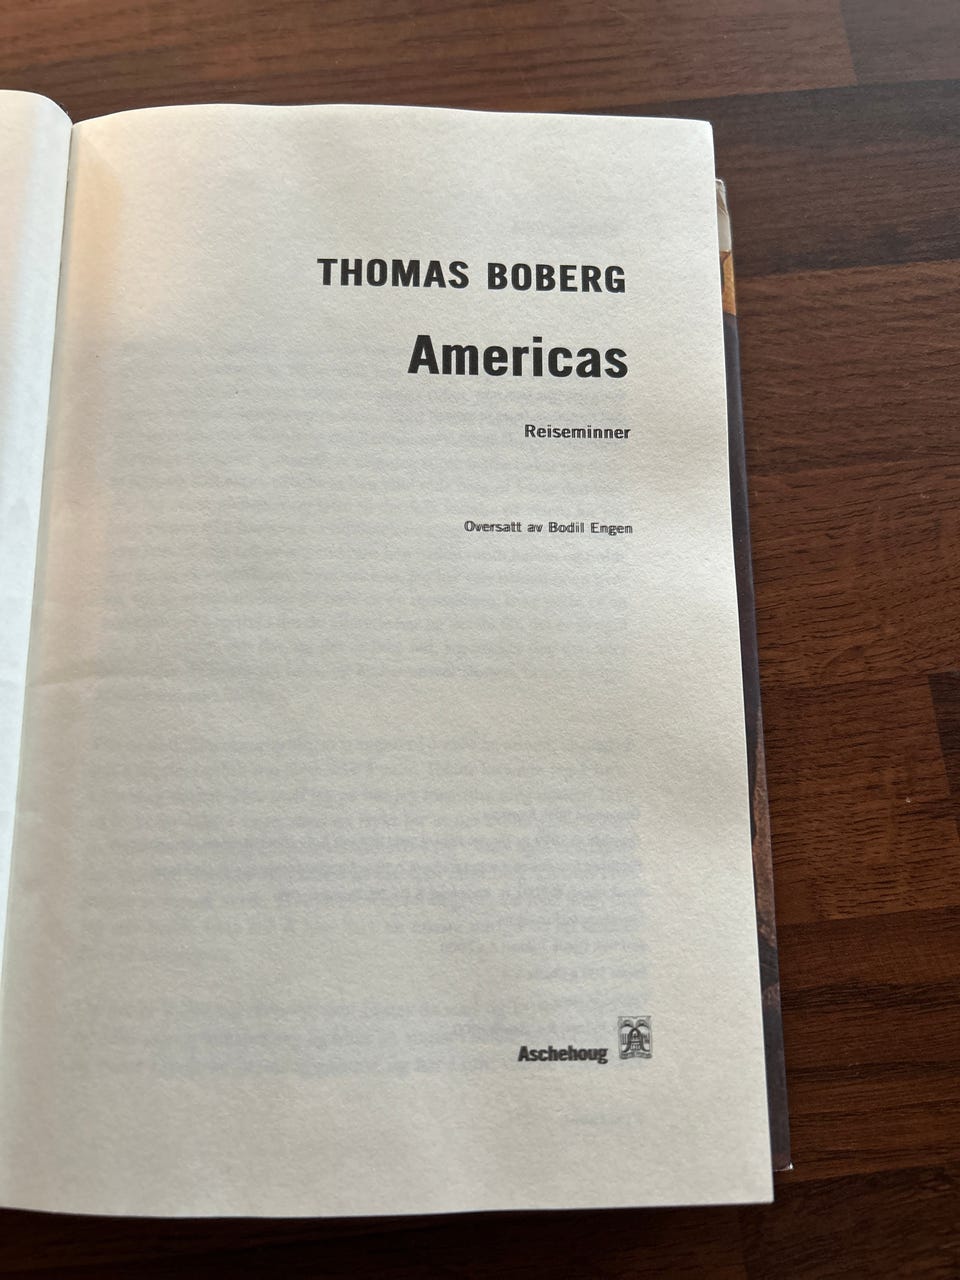 THOMAS BOBERG
Americas
Reiseminner
Oversatt av Bodil Engen
Aschehoug